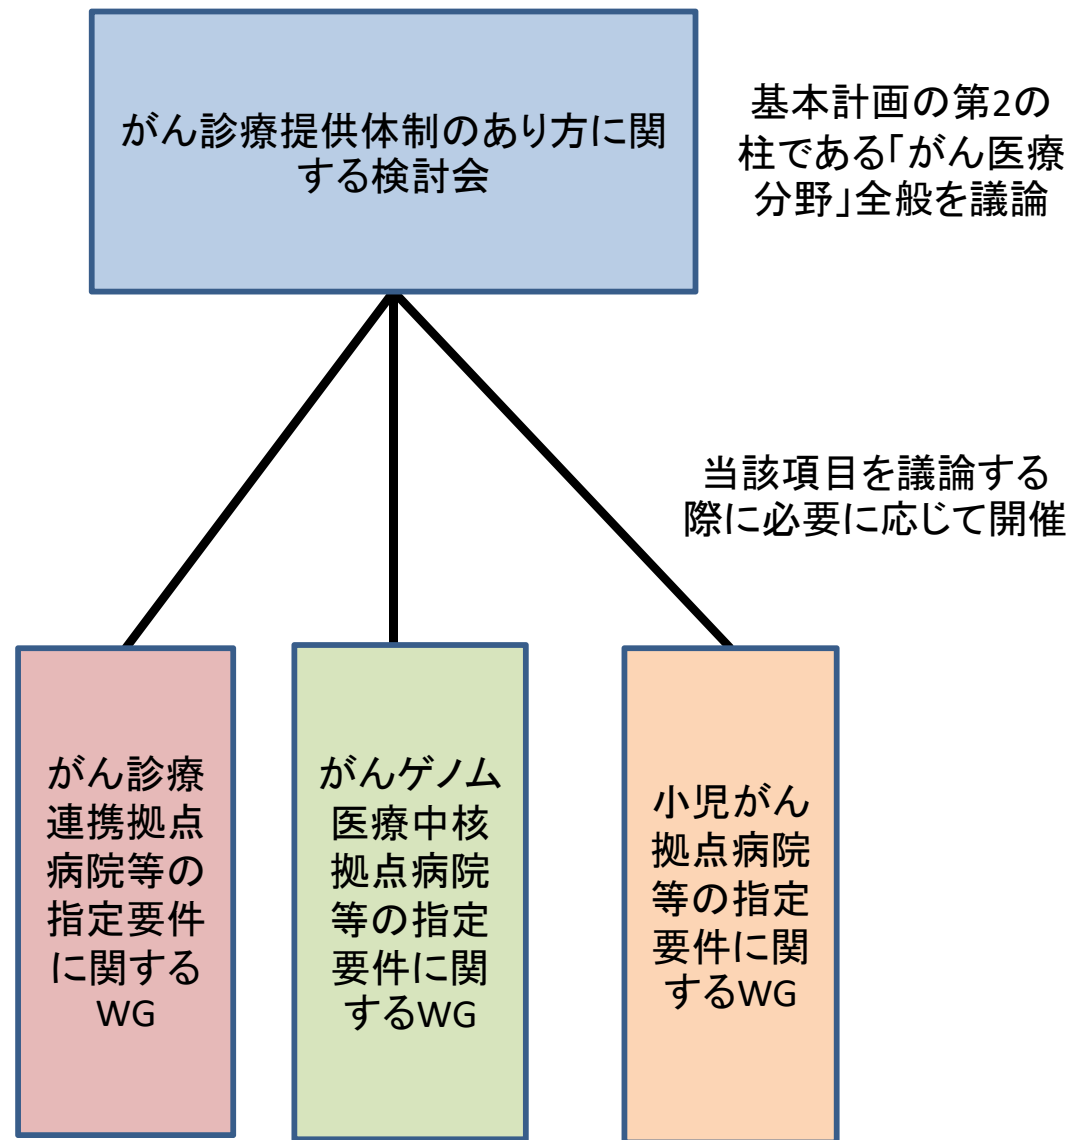 がん診療提供体制のあり方に関
する検討会
基本計画の第2の
柱である「がん医療
分野」全般を議論
当該項目を議論する
際に必要に応じて開催
がん診療
連携拠点
病院等の
指定要件
に関する
WG
がんゲノム
医療中核
拠点病院
等の指定
要件に関
するWG
小児がん
拠点病院
等の指定
要件に関
するWG